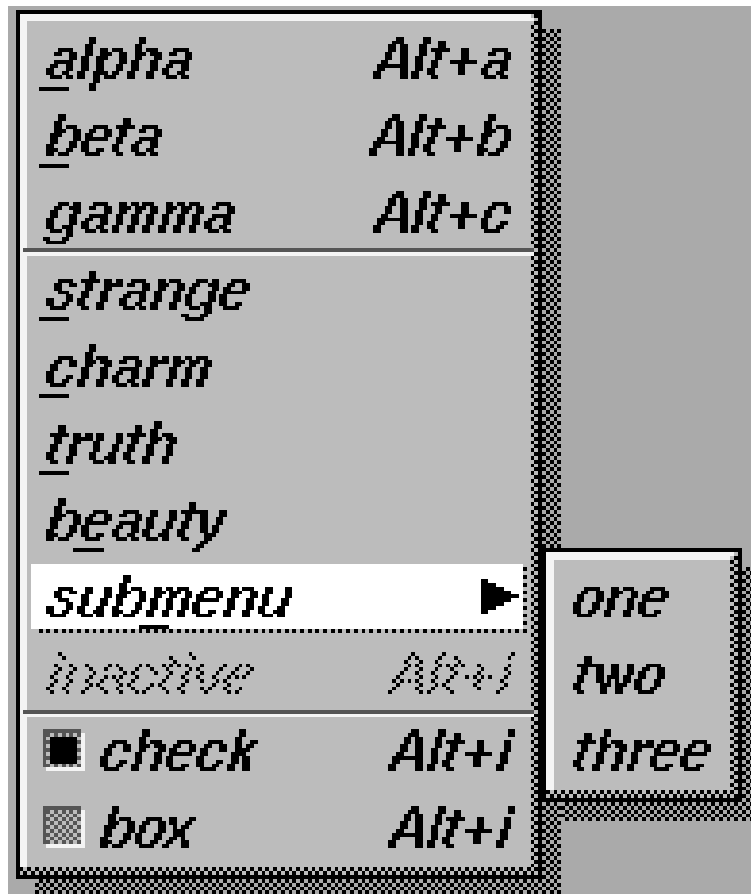 alpha Alt+a
beta Alt+b
gamma Alt+c
strange
charm
truth
beauty
submenu
inactive Alt+i
check Alt+i
box Alt+i
one
two
three